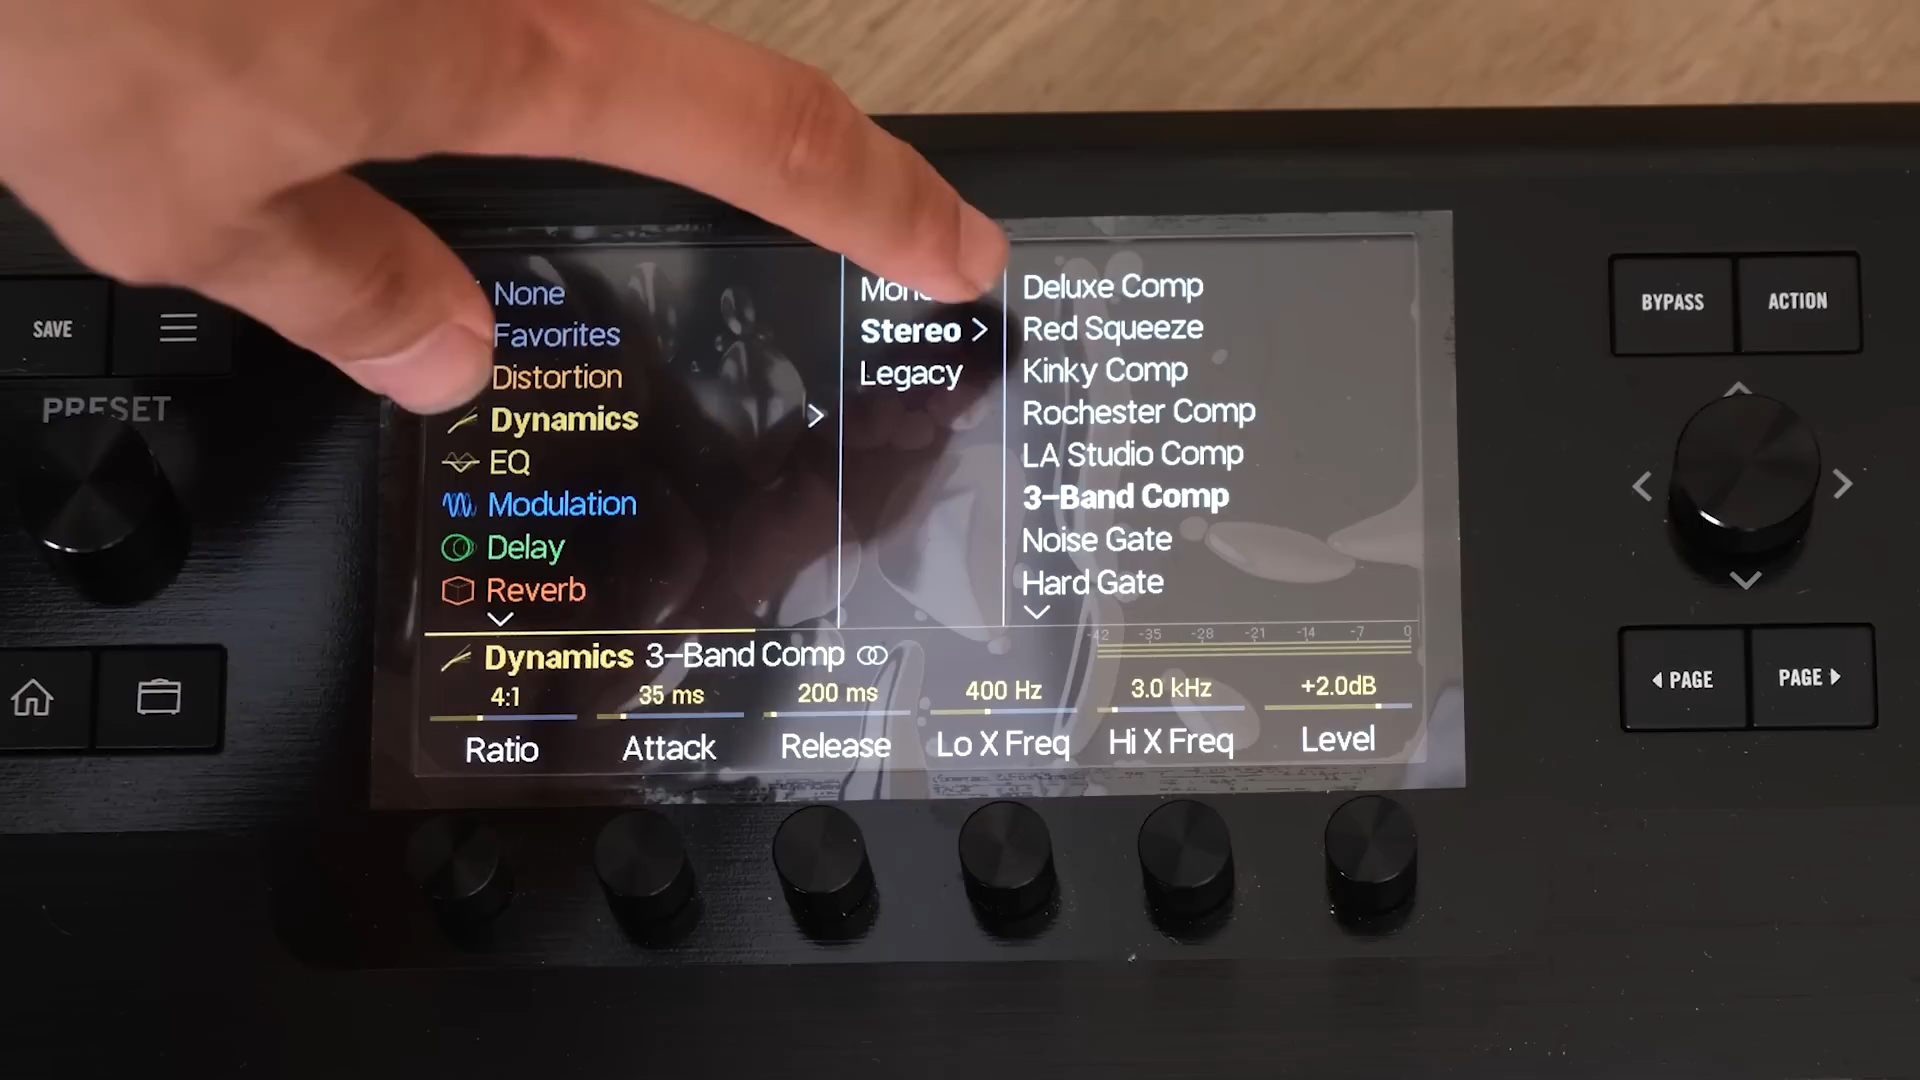 None
Favorites
Distortion
Dynamics >
EQ
Modulation
Delay
Reverb
Stereo >
Legacy
Deluxe Comp
Red Squeeze
Kinky Comp
Rochester Comp
LA Studio Comp
3-Band Comp
Noise Gate
Hard Gate
-42 -35 -28 -21 -14 -7 0
Dynamics 3-Band Comp
4:1 35 ms 200 ms 400 Hz 3.0 kHz +2.0dB
Ratio Attack Release Lo X Freq Hi X Freq Level
SAVE
PRESET
BYPASS
ACTION
PAGE
PAGE